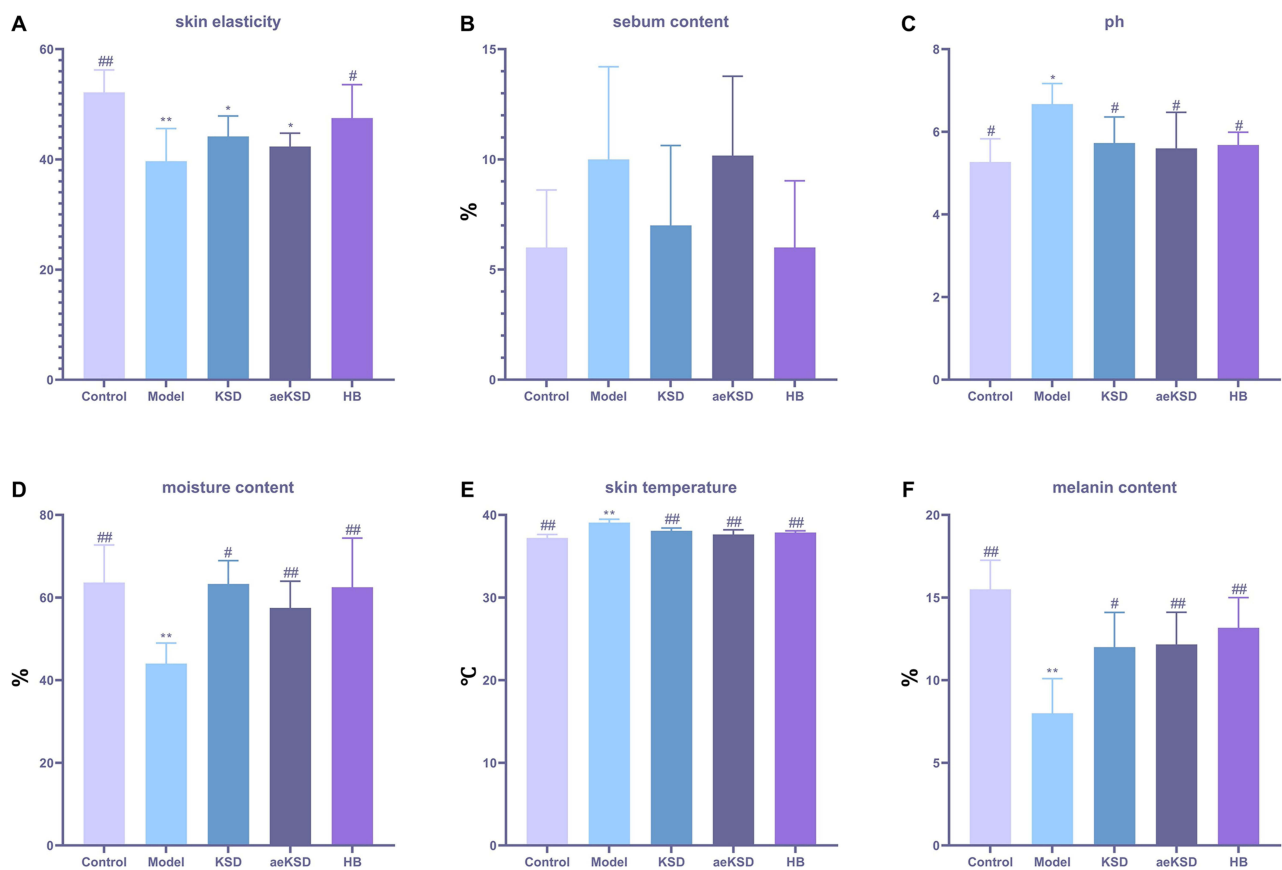 A skin elasticity
60
40
20
0
## ** * * #
Control Model KSD aeKSD HB
B sebum content
%
15
10
5
0
Control Model KSD aeKSD HB
C ph
8
6
4
2
0
# * # # #
Control Model KSD aeKSD HB
D moisture content
%
80
60
40
20
0
## ** # ## ##
Control Model KSD aeKSD HB
E skin temperature
℃
40
30
20
10
0
## ** ## ## ##
Control Model KSD aeKSD HB
F melanin content
%
20
15
10
5
0
## ** # ## ##
Control Model KSD aeKSD HB